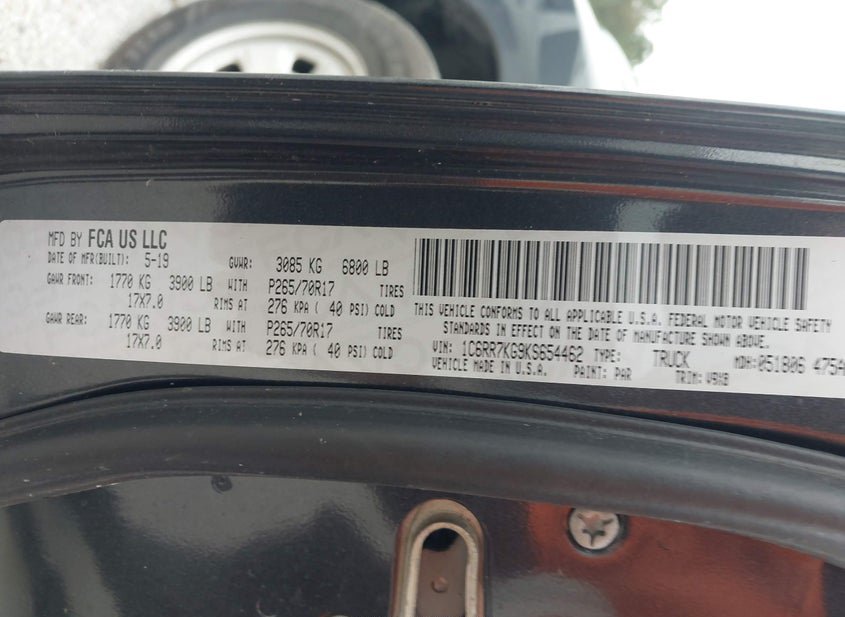 MFD BY FCA US LLC
DATE OF MFR(BUILT): 5-19 GVWR: 3085 KG 6800 LB
GAWR FRONT: 1770 KG 3900 LB WITH P265/70R17 TIRES
17X7.0 RIMS AT 276 KPA ( 40 PSI) COLD
GAWR REAR: 1770 KG 3900 LB WITH P265/70R17 TIRES
17X7.0 RIMS AT 276 KPA ( 40 PSI) COLD
THIS VEHICLE CONFORMS TO ALL APPLICABLE U.S.A. FEDERAL MOTOR VEHICLE SAFETY
STANDARDS IN EFFECT ON THE DATE OF MANUFACTURE SHOWN ABOVE.
VIN: 1C6RR7KG9KS654462 TYPE: TRUCK MDH:051806 475A
VEHICLE MADE IN U.S.A. PAINT: PAR TRIM: V9X8